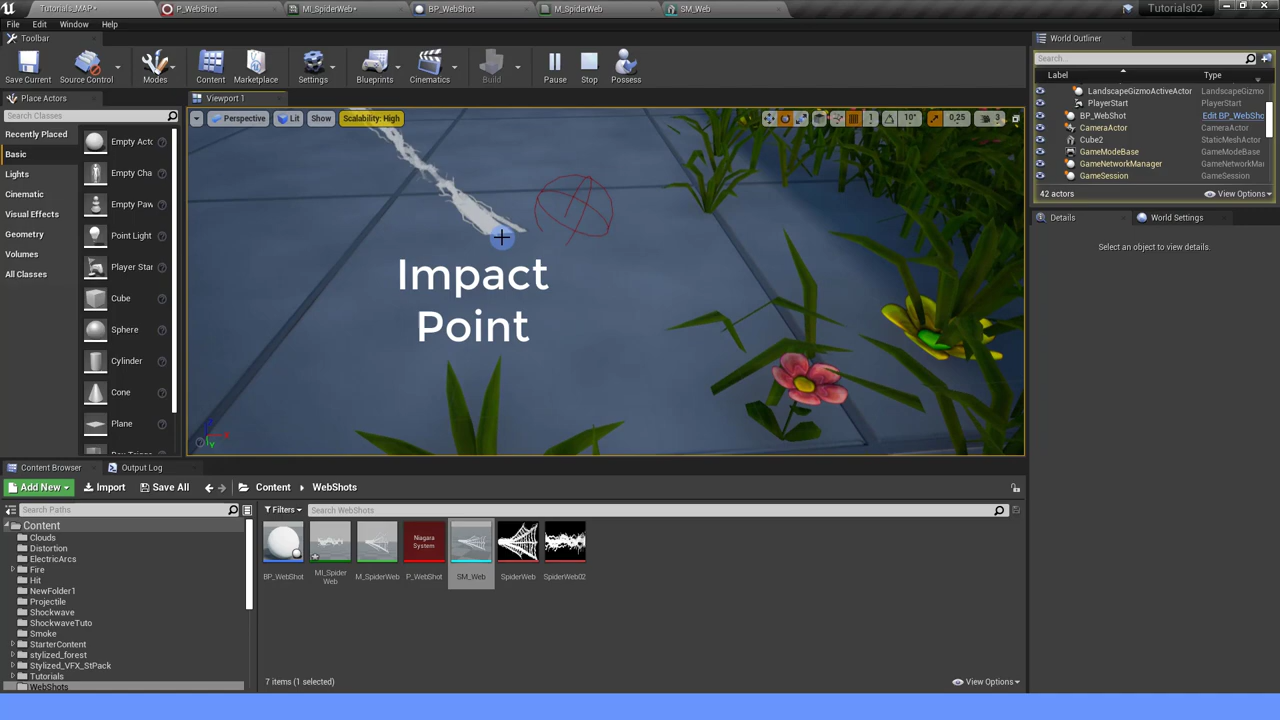 Tutorials_MAP*
P_WebShot
MI_SpiderWeb*
BP_WebShot
M_SpiderWeb
SM_Web
Tutorials02
File Edit Window Help
Toolbar
World Outliner
Save Current
Source Control
Modes
Content
Marketplace
Settings
Blueprints
Cinematics
Build
Pause
Stop
Possess
Search...
Label
Type
LandscapeGizmoActiveActor LandscapeGizmo
PlayerStart PlayerStart
BP_WebShot Edit BP_WebSho
CameraActor CameraActor
Cube2 StaticMeshActor
GameModeBase GameModeBase
GameNetworkManager GameNetworkMa
GameSession GameSession
42 actors
View Options
Place Actors
Search Classes
Recently Placed
Basic
Lights
Cinematic
Visual Effects
Geometry
Volumes
All Classes
Empty Acto
Empty Cha
Empty Paw
Point Light
Player Star
Cube
Sphere
Cylinder
Cone
Plane
Viewport 1
Perspective
Lit
Show
Scalability: High
1
10°
0.25
3
Impact
Point
Details
World Settings
Select an object to view details.
Content Browser
Output Log
Add New
Import
Save All
Content
WebShots
Search Paths
Filters
Search WebShots
Content
Clouds
Distortion
ElectricArcs
Fire
Hit
NewFolder1
Projectile
Shockwave
ShockwaveTuto
Smoke
StarterContent
stylized_forest
Stylized_VFX_StPack
Tutorials
WebShots
Niagara
System
BP_WebShot
MI_Spider
Web
M_SpiderWeb
P_WebShot
SM_Web
SpiderWeb
SpiderWeb02
7 items (1 selected)
View Options